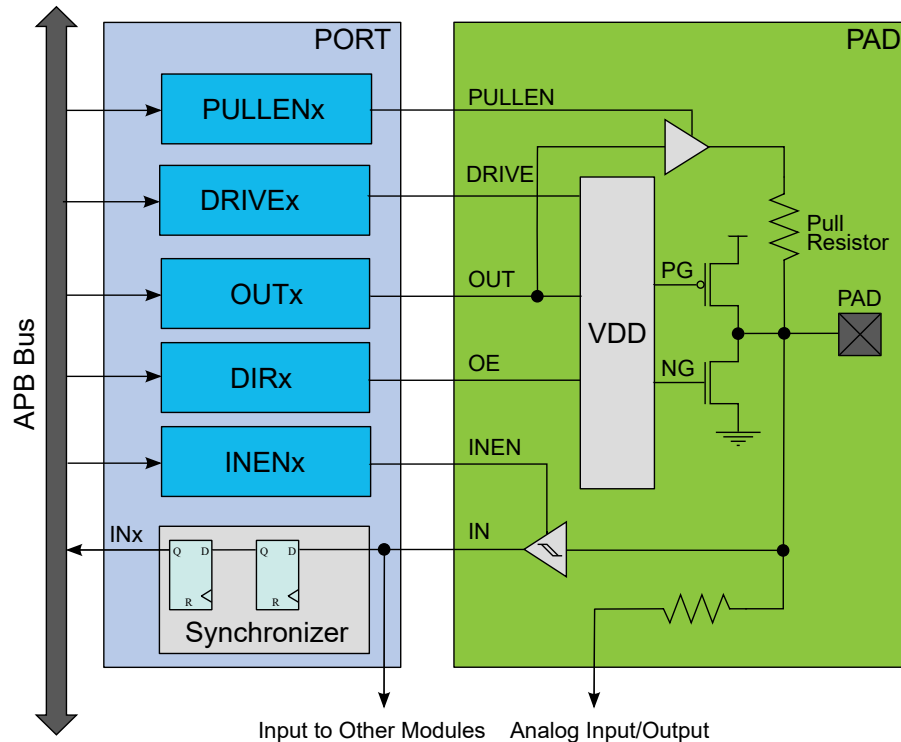 PORT
PAD
APB Bus
PULLENx
PULLEN
DRIVEx
DRIVE
Pull
Resistor
OUTx
OUT
PG
PAD
VDD
DIRx
OE
NG
INENx
INEN
INx
IN
Q D
Q D
R
R
Synchronizer
Input to Other Modules
Analog Input/Output